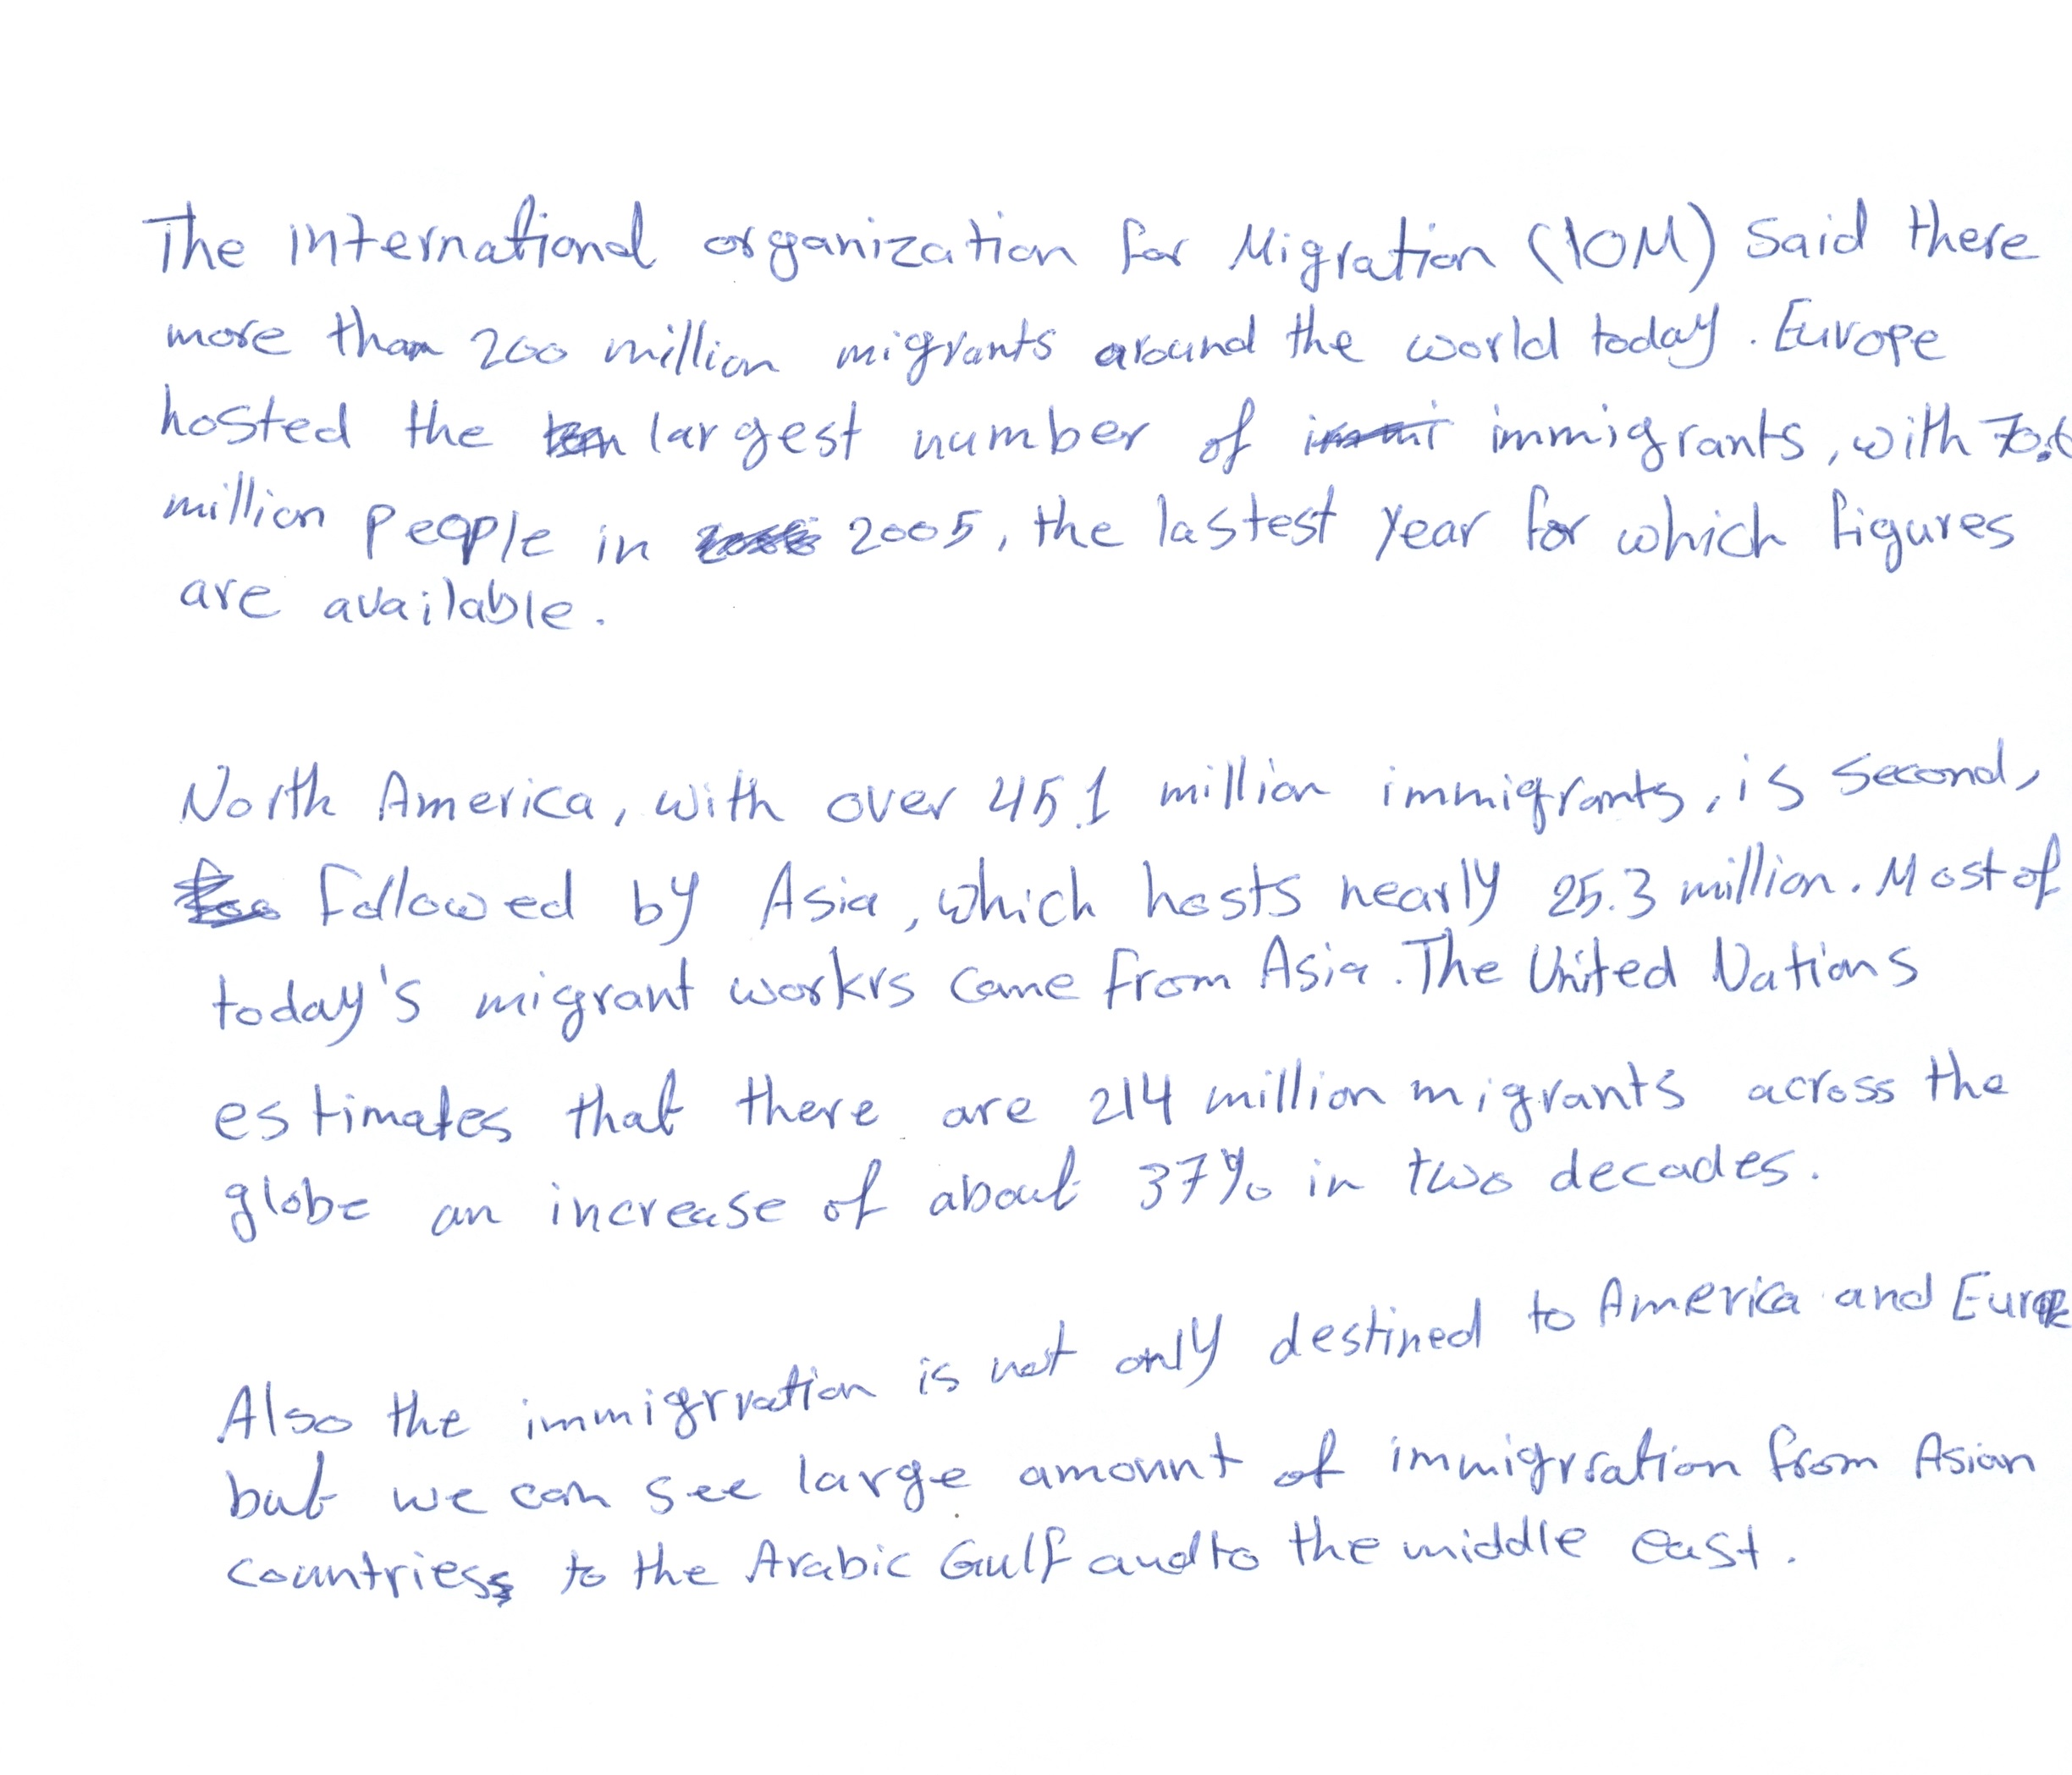 The international organization for Migration (IOM) said there
more than 200 million migrants around the world today. Europe
hosted the largest number of immigrants, with 70.6
million people in 2005, the lastest year for which figures
are available.
North America, with over 45.1 million immigrants, is second,
followed by Asia, which hosts nearly 25.3 million. Most of
today's migrant workrs came from Asia. The United Nations
estimates that there are 214 million migrants across the
globe an increase of about 37% in two decades.
Also the immigrvation is not only destined to America and Europe
but we can see large amount of immigrsation from Asian
countries to the Arabic Gulf and to the middle east.